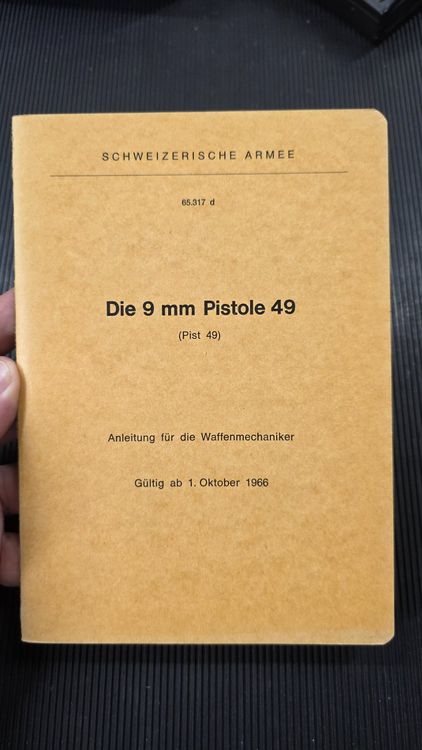 SCHWEIZERISCHE ARMEE
65.317 d
Die 9 mm Pistole 49
(Pist 49)
Anleitung für die Waffenmechaniker
Gültig ab 1. Oktober 1966